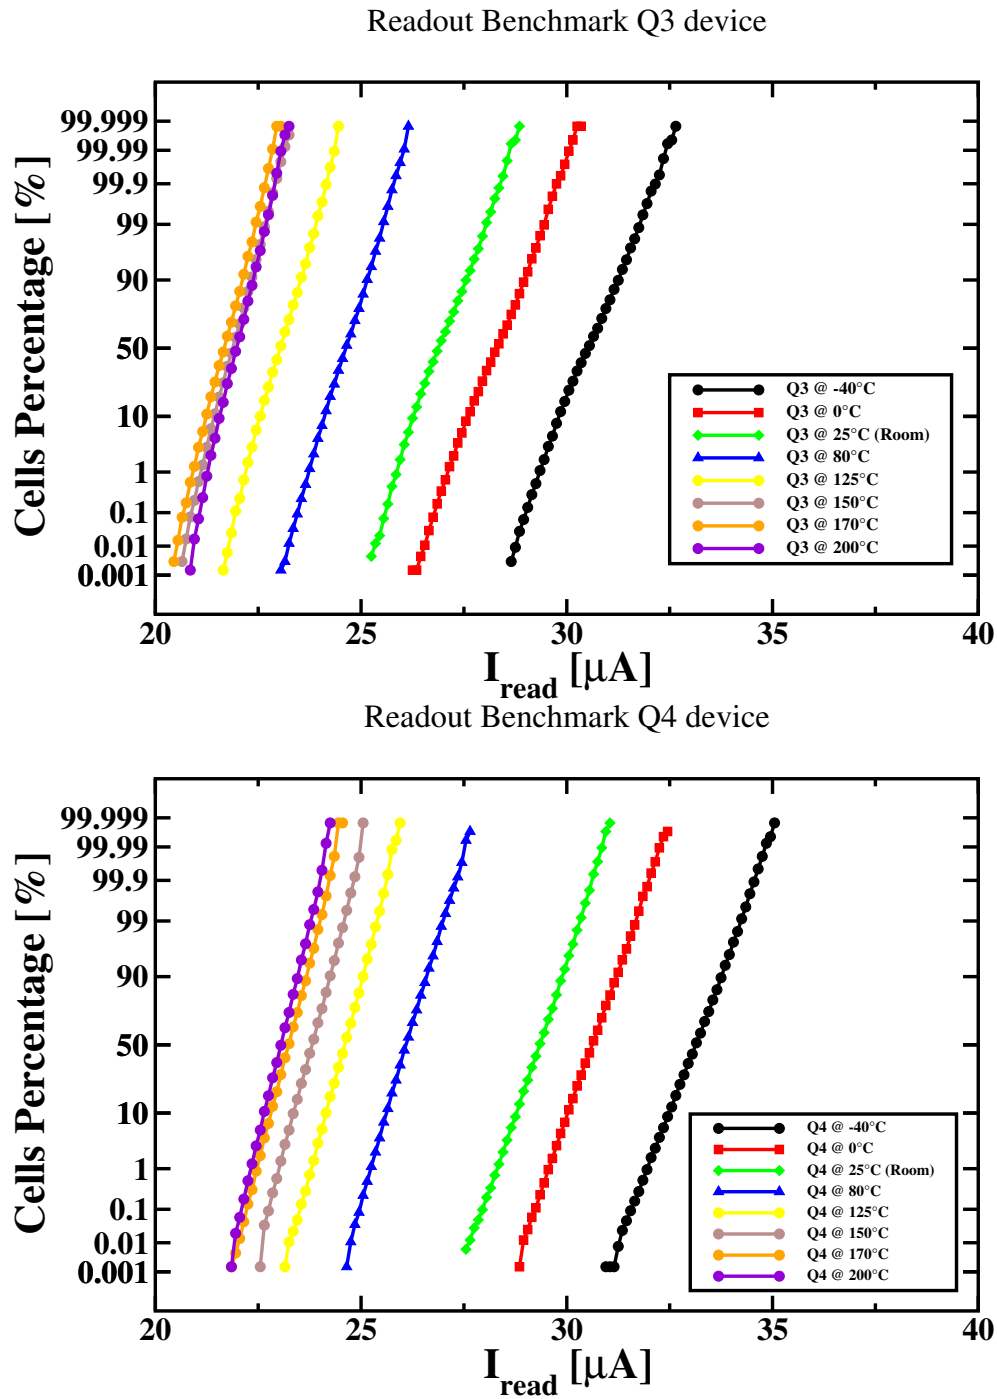 Readout Benchmark Q3 device
99.999
99.99
99.9
99
90
50
10
1
0.1
0.01
0.001
Cells Percentage [%]
Q3 @ -40°C
Q3 @ 0°C
Q3 @ 25°C (Room)
Q3 @ 80°C
Q3 @ 125°C
Q3 @ 150°C
Q3 @ 170°C
Q3 @ 200°C
20 25 30 35 40
I_read [μA]
Readout Benchmark Q4 device
99.999
99.99
99.9
99
90
50
10
1
0.1
0.01
0.001
Cells Percentage [%]
Q4 @ -40°C
Q4 @ 0°C
Q4 @ 25°C (Room)
Q4 @ 80°C
Q4 @ 125°C
Q4 @ 150°C
Q4 @ 170°C
Q4 @ 200°C
20 25 30 35 40
I_read [μA]